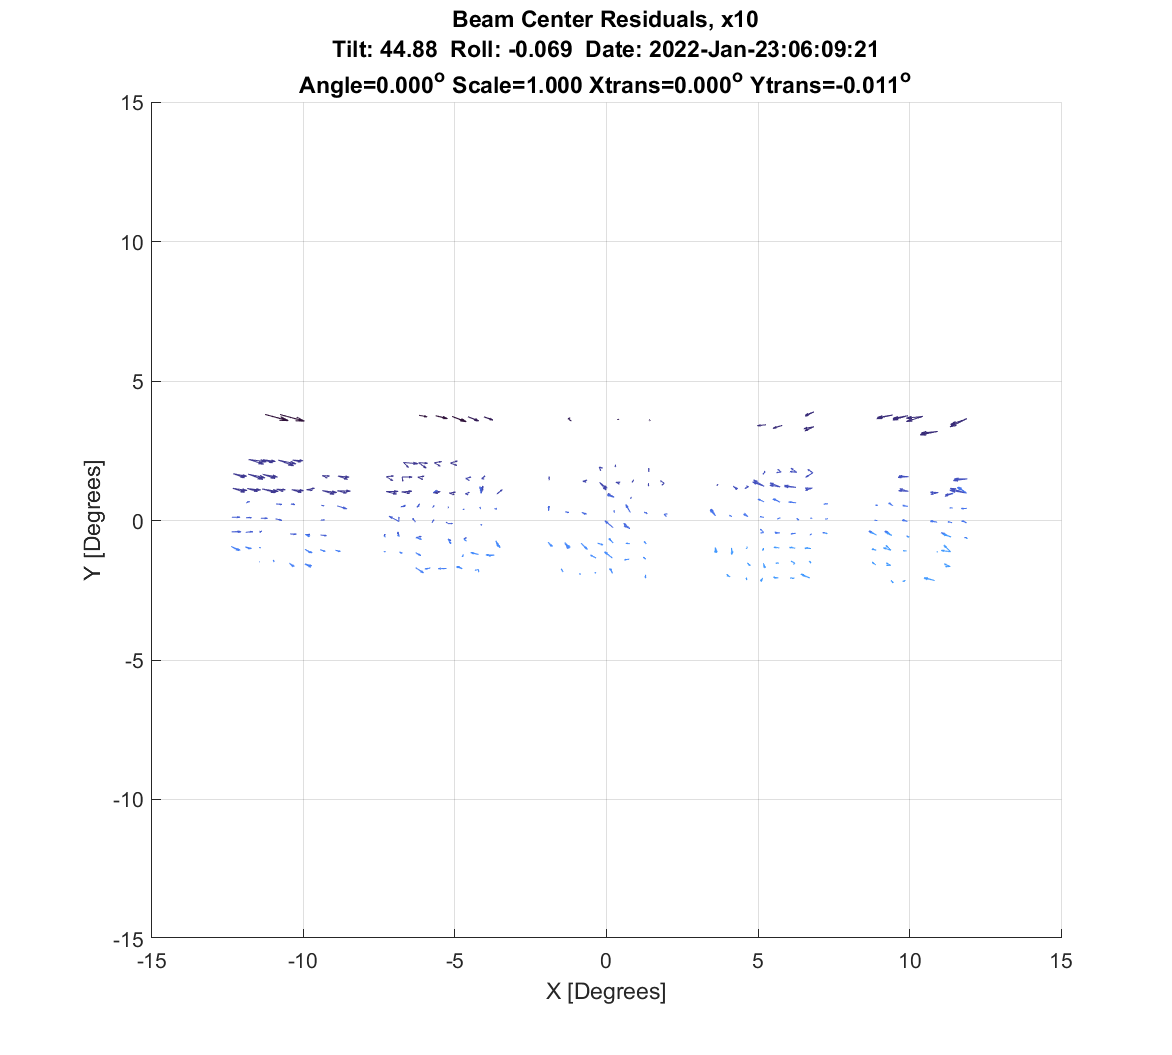 Beam Center Residuals, x10
Tilt: 44.88 Roll: -0.069 Date: 2022-Jan-23:06:09:21
Angle=0.000° Scale=1.000 Xtrans=0.000° Ytrans=-0.011°
15
10
5
0
-5
-10
-15
Y [Degrees]
-15 -10 -5 0 5 10 15
X [Degrees]